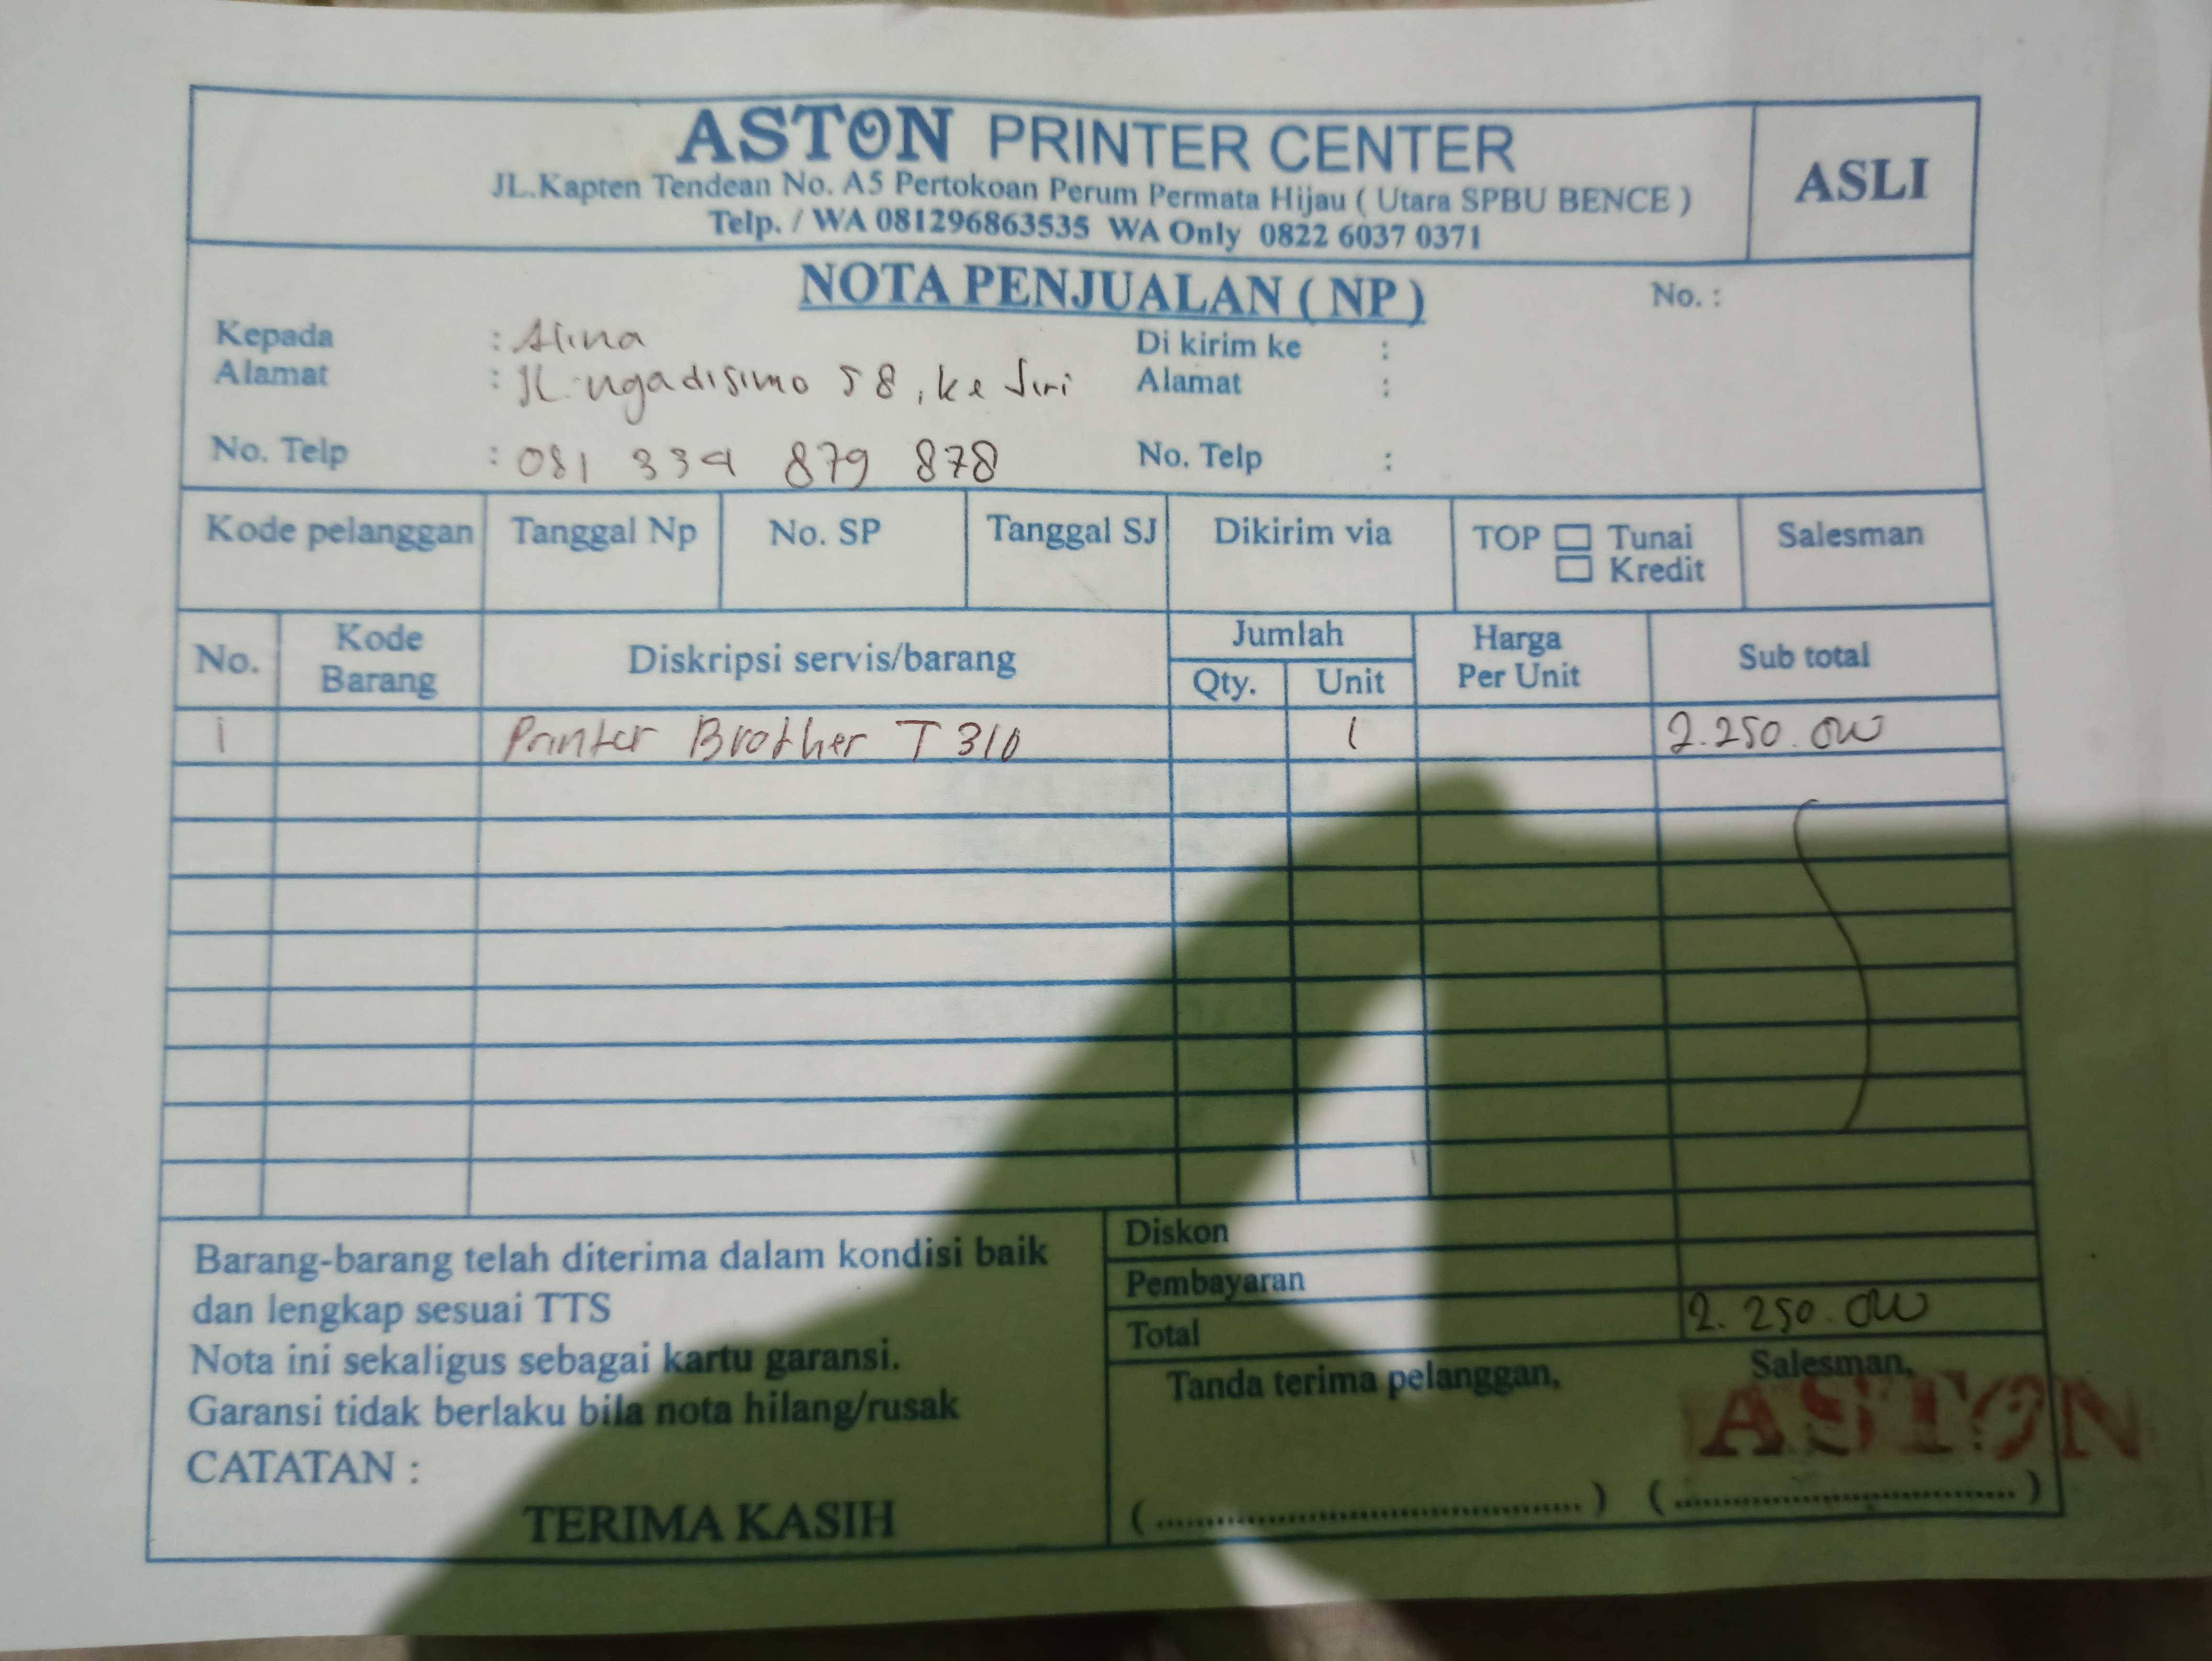 ASTON PRINTER CENTER
JL.Kapten Tendean No. A5 Pertokoan Perum Permata Hijau ( Utara SPBU BENCE )
Telp. / WA 081296863535 WA Only 0822 6037 0371
ASLI
NOTA PENJUALAN ( NP )
No. :
Kepada : Alina
Alamat : JL. ngadisimo 58,
No. Telp : 081 334 879 878
Di kirim ke :
Alamat :
No. Telp :
Kode pelanggan Tanggal Np No. SP Tanggal SJ Dikirim via TOP Tunai Kredit Salesman
No. Kode Barang Diskripsi servis/barang Jumlah Qty. Unit Harga Per Unit Sub total
1 Printer Brother T 310 1 2.250.000
Barang-barang telah diterima dalam kondisi baik
dan lengkap sesuai TTS
Nota ini sekaligus sebagai kartu garansi.
Garansi tidak berlaku bila nota hilang/rusak
CATATAN :
TERIMA KASIH
Diskon
Pembayaran
Total 2.250.000
Tanda terima pelanggan,
Salesman,
ASTON
(........................................) (........................................)